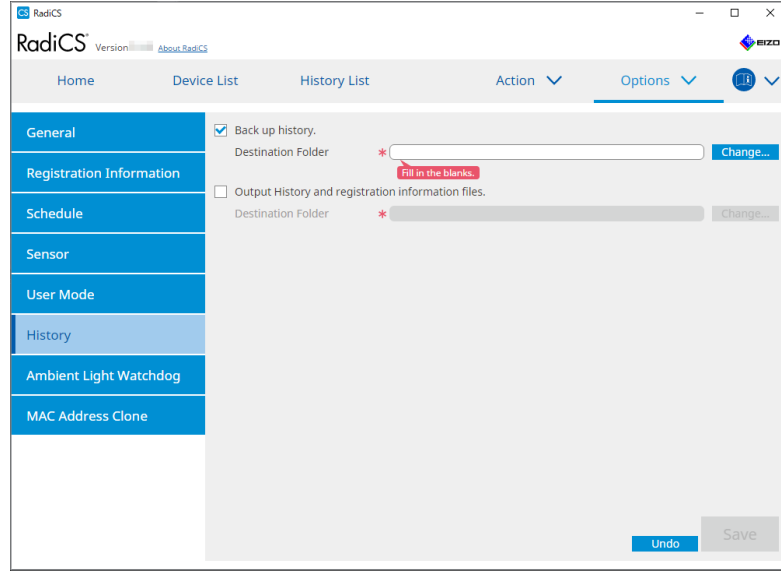 CS RadiCS
RadiCS® Version About RadiCS
EIZO
Home Device List History List Action Options
General
Registration Information
Schedule
Sensor
User Mode
History
Ambient Light Watchdog
MAC Address Clone
Back up history.
Destination Folder * Change...
Fill in the blanks.
Output History and registration information files.
Destination Folder * Change...
Undo Save